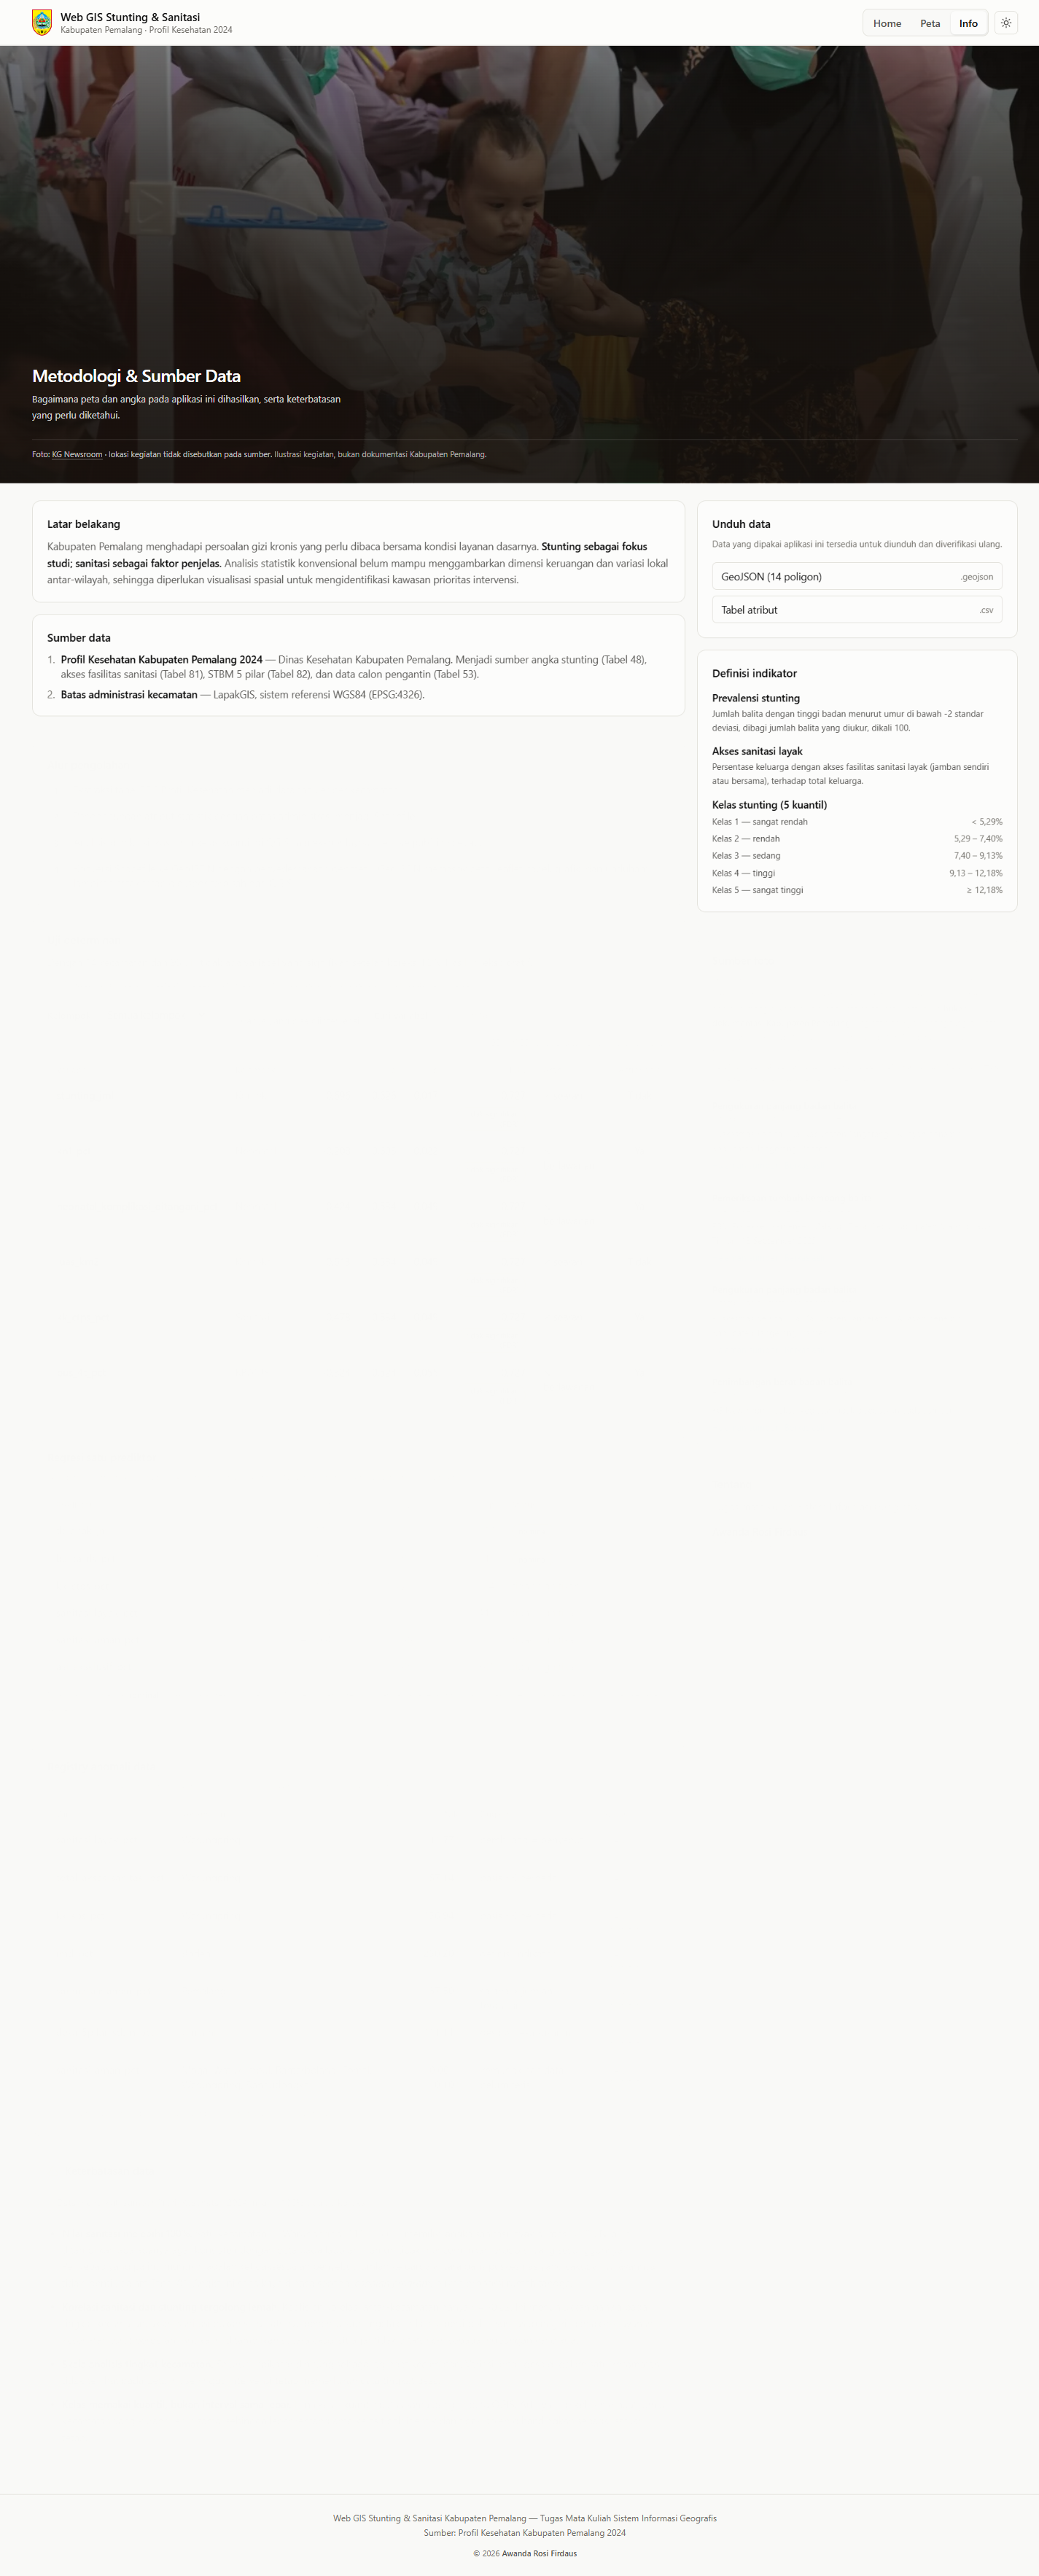 Web GIS Stunting & Sanitasi
Kabupaten Pemalang · Profil Kesehatan 2024
Home Peta Info
Metodologi & Sumber Data
Bagaimana peta dan angka pada aplikasi ini dihasilkan, serta keterbatasan
yang perlu diketahui.
Foto: KG Newsroom · lokasi kegiatan tidak disebutkan pada sumber. Ilustrasi kegiatan, bukan dokumentasi Kabupaten Pemalang.
Latar belakang
Kabupaten Pemalang menghadapi persoalan gizi kronis yang perlu dibaca bersama kondisi layanan dasarnya. Stunting sebagai fokus
studi; sanitasi sebagai faktor penjelas. Analisis statistik konvensional belum mampu menggambarkan dimensi keruangan dan variasi lokal
antar-wilayah, sehingga diperlukan visualisasi spasial untuk mengidentifikasi kawasan prioritas intervensi.
Sumber data
1. Profil Kesehatan Kabupaten Pemalang 2024 — Dinas Kesehatan Kabupaten Pemalang. Menjadi sumber angka stunting (Tabel 48),
akses fasilitas sanitasi (Tabel 81), STBM 5 pilar (Tabel 82), dan data calon pengantin (Tabel 53).
2. Batas administrasi kecamatan — LapakGIS, sistem referensi WGS84 (EPSG:4326).
Unduh data
Data yang dipakai aplikasi ini tersedia untuk diunduh dan diverifikasi ulang.
GeoJSON (14 poligon) .geojson
Tabel atribut .csv
Definisi indikator
Prevalensi stunting
Jumlah balita dengan tinggi badan menurut umur di bawah -2 standar
deviasi, dibagi jumlah balita yang diukur, dikali 100.
Akses sanitasi layak
Persentase keluarga dengan akses fasilitas sanitasi layak (jamban sendiri
atau bersama), terhadap total keluarga.
Kelas stunting (5 kuantil)
Kelas 1 — sangat rendah < 5,29%
Kelas 2 — rendah 5,29 – 7,40%
Kelas 3 — sedang 7,40 – 9,13%
Kelas 4 — tinggi 9,13 – 12,18%
Kelas 5 — sangat tinggi ≥ 12,18%
Web GIS Stunting & Sanitasi Kabupaten Pemalang — Tugas Mata Kuliah Sistem Informasi Geografis
Sumber: Profil Kesehatan Kabupaten Pemalang 2024
© 2026 Awanda Rosi Firdaus